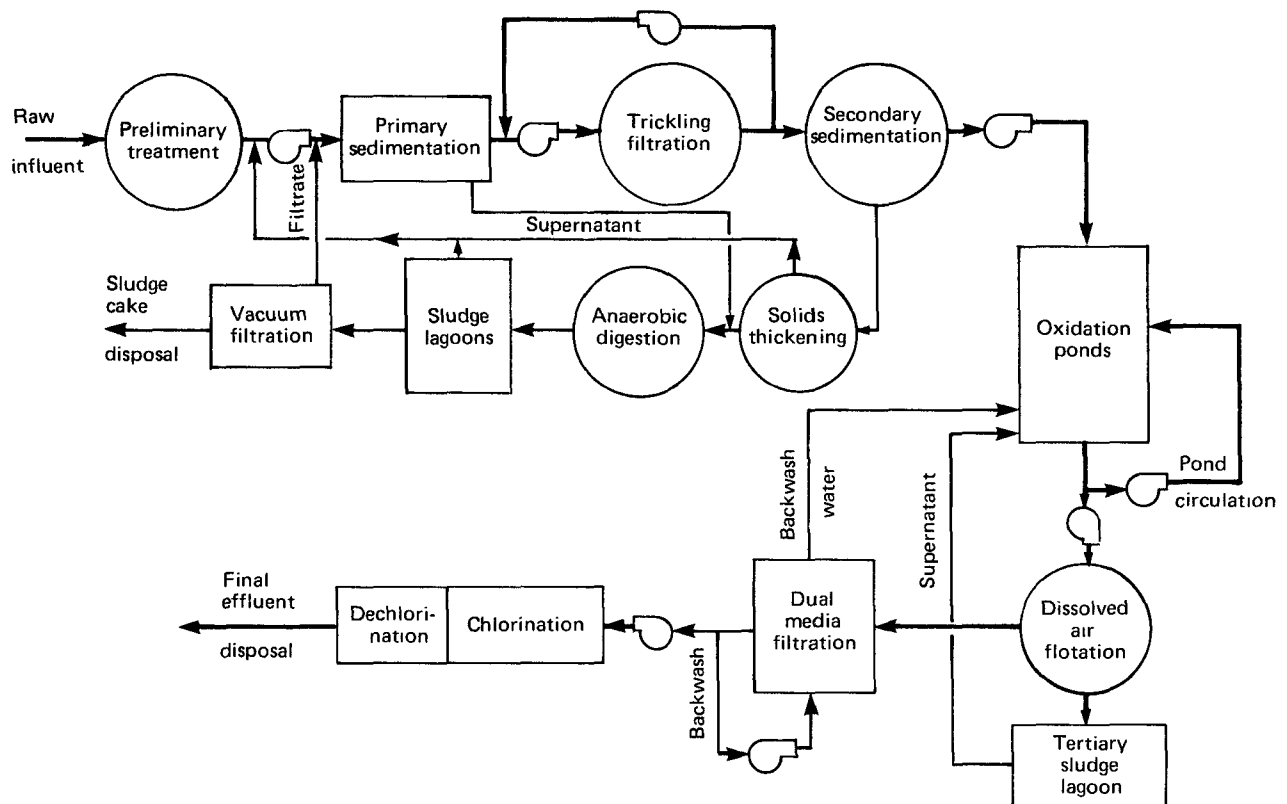 Raw
influent
Preliminary
treatment
Filtrate
Primary
sedimentation
Trickling
filtration
Secondary
sedimentation
Supernatant
Sludge
cake
disposal
Vacuum
filtration
Sludge
lagoons
Anaerobic
digestion
Solids
thickening
Oxidation
ponds
Pond
circulation
Backwash
water
Supernatant
Final
effluent
disposal
Dechlori-
nation
Chlorination
Backwash
Dual
media
filtration
Dissolved
air
flotation
Tertiary
sludge
lagoon